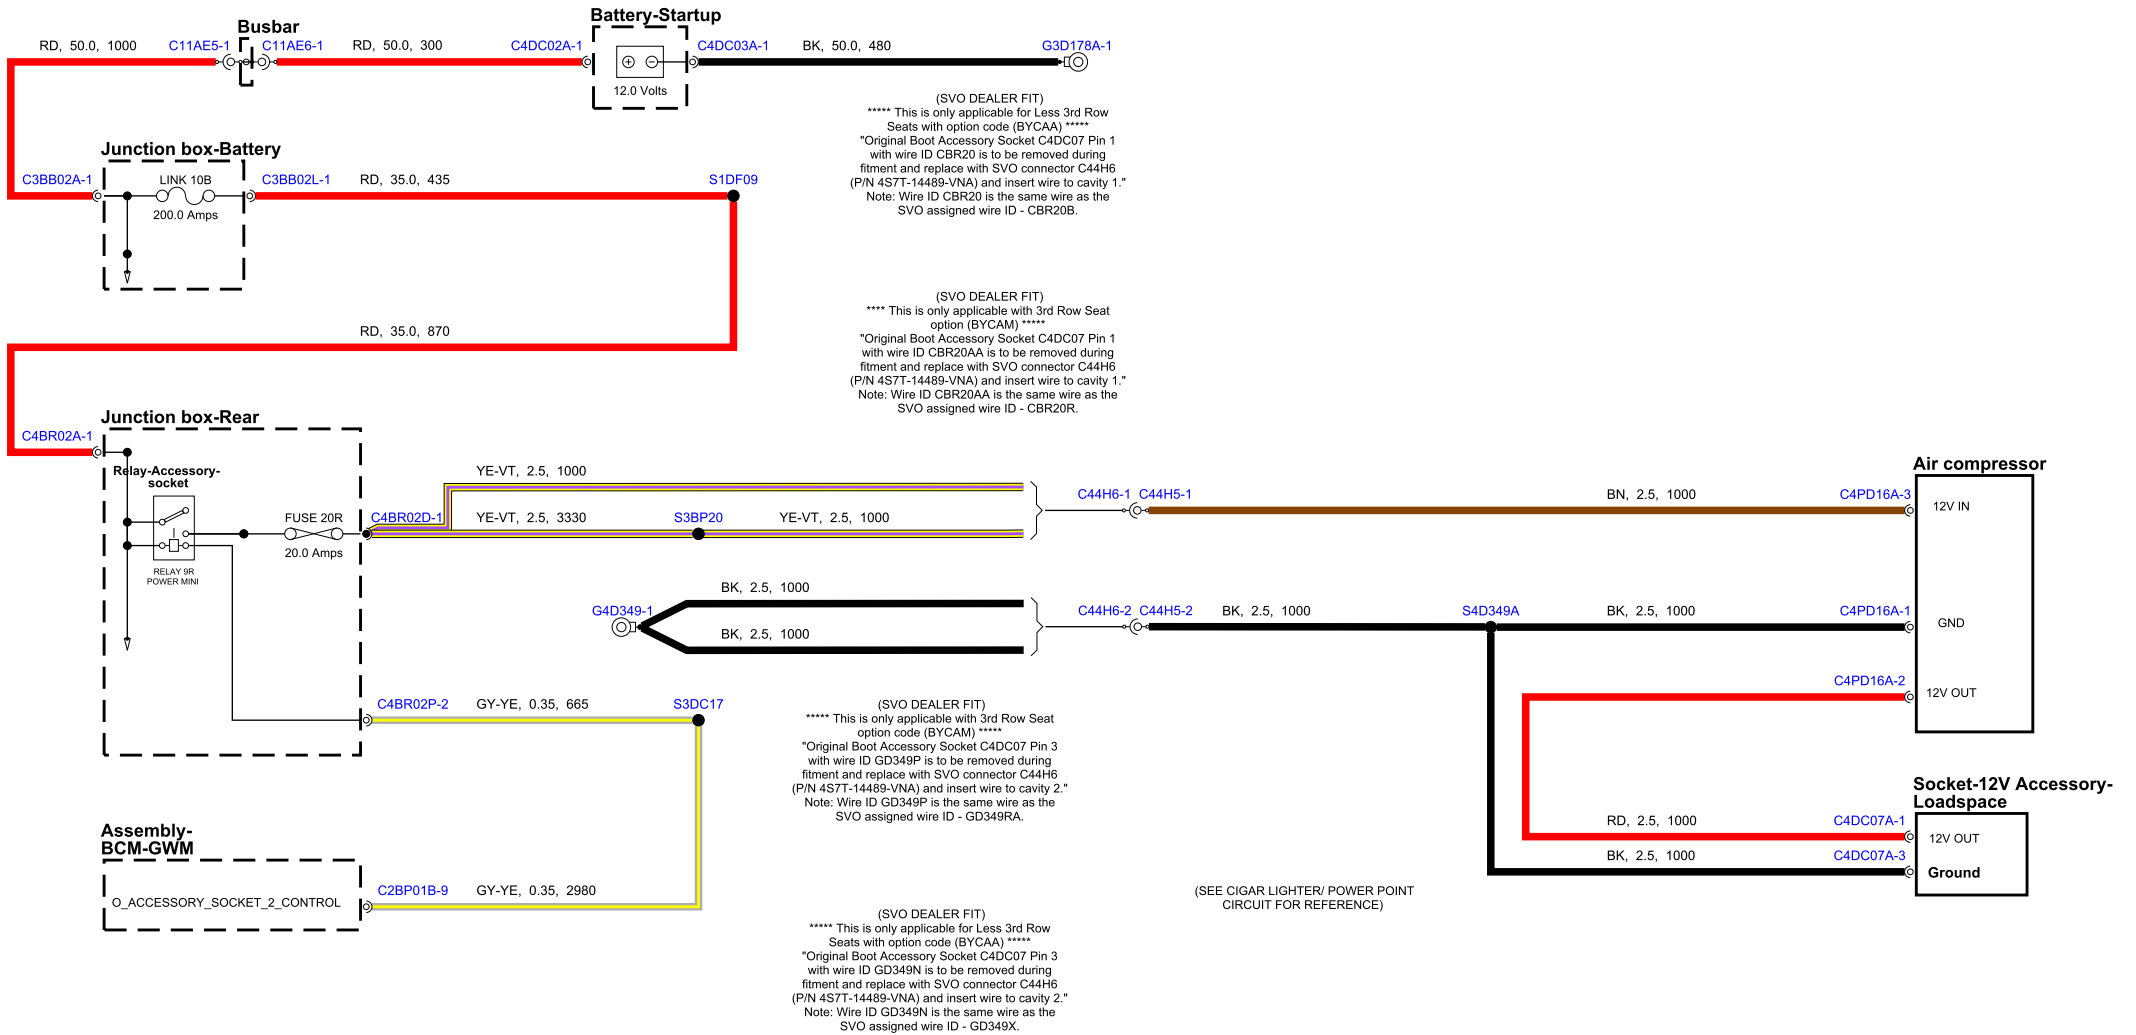 Busbar
Battery-Startup
RD, 50.0, 1000
C11AE5-1
C11AE6-1
RD, 50.0, 300
C4DC02A-1
C4DC03A-1
BK, 50.0, 480
G3D178A-1
12.0 Volts
(SVO DEALER FIT)
***** This is only applicable for Less 3rd Row
Seats with option code (BYCAA) *****
"Original Boot Accessory Socket C4DC07 Pin 1
with wire ID CBR20 is to be removed during
fitment and replace with SVO connector C44H6
(P/N 4S7T-14489-VNA) and insert wire to cavity 1."
Note: Wire ID CBR20 is the same wire as the
SVO assigned wire ID - CBR20B.
Junction box-Battery
C3BB02A-1
LINK 10B
200.0 Amps
C3BB02L-1
RD, 35.0, 435
S1DF09
RD, 35.0, 870
(SVO DEALER FIT)
**** This is only applicable with 3rd Row Seat
option (BYCAM) *****
"Original Boot Accessory Socket C4DC07 Pin 1
with wire ID CBR20AA is to be removed during
fitment and replace with SVO connector C44H6
(P/N 4S7T-14489-VNA) and insert wire to cavity 1."
Note: Wire ID CBR20AA is the same wire as the
SVO assigned wire ID - CBR20R.
Junction box-Rear
C4BR02A-1
Relay-Accessory-
socket
RELAY 9R
POWER MINI
FUSE 20R
20.0 Amps
C4BR02D-1
YE-VT, 2.5, 1000
YE-VT, 2.5, 3330
S3BP20
YE-VT, 2.5, 1000
C44H6-1
C44H5-1
BN, 2.5, 1000
C4PD16A-3
Air compressor
12V IN
G4D349-1
BK, 2.5, 1000
BK, 2.5, 1000
C44H6-2
C44H5-2
BK, 2.5, 1000
S4D349A
BK, 2.5, 1000
C4PD16A-1
GND
C4PD16A-2
12V OUT
C4BR02P-2
GY-YE, 0.35, 665
S3DC17
(SVO DEALER FIT)
***** This is only applicable with 3rd Row Seat
option code (BYCAM) *****
"Original Boot Accessory Socket C4DC07 Pin 3
with wire ID GD349P is to be removed during
fitment and replace with SVO connector C44H6
(P/N 4S7T-14489-VNA) and insert wire to cavity 2."
Note: Wire ID GD349P is the same wire as the
SVO assigned wire ID - GD349RA.
Socket-12V Accessory-
Loadspace
RD, 2.5, 1000
C4DC07A-1
12V OUT
BK, 2.5, 1000
C4DC07A-3
Ground
Assembly-
BCM-GWM
O_ACCESSORY_SOCKET_2_CONTROL
C2BP01B-9
GY-YE, 0.35, 2980
(SEE CIGAR LIGHTER/ POWER POINT
CIRCUIT FOR REFERENCE)
(SVO DEALER FIT)
***** This is only applicable for Less 3rd Row
Seats with option code (BYCAA) *****
"Original Boot Accessory Socket C4DC07 Pin 3
with wire ID GD349N is to be removed during
fitment and replace with SVO connector C44H6
(P/N 4S7T-14489-VNA) and insert wire to cavity 2."
Note: Wire ID GD349N is the same wire as the
SVO assigned wire ID - GD349X.